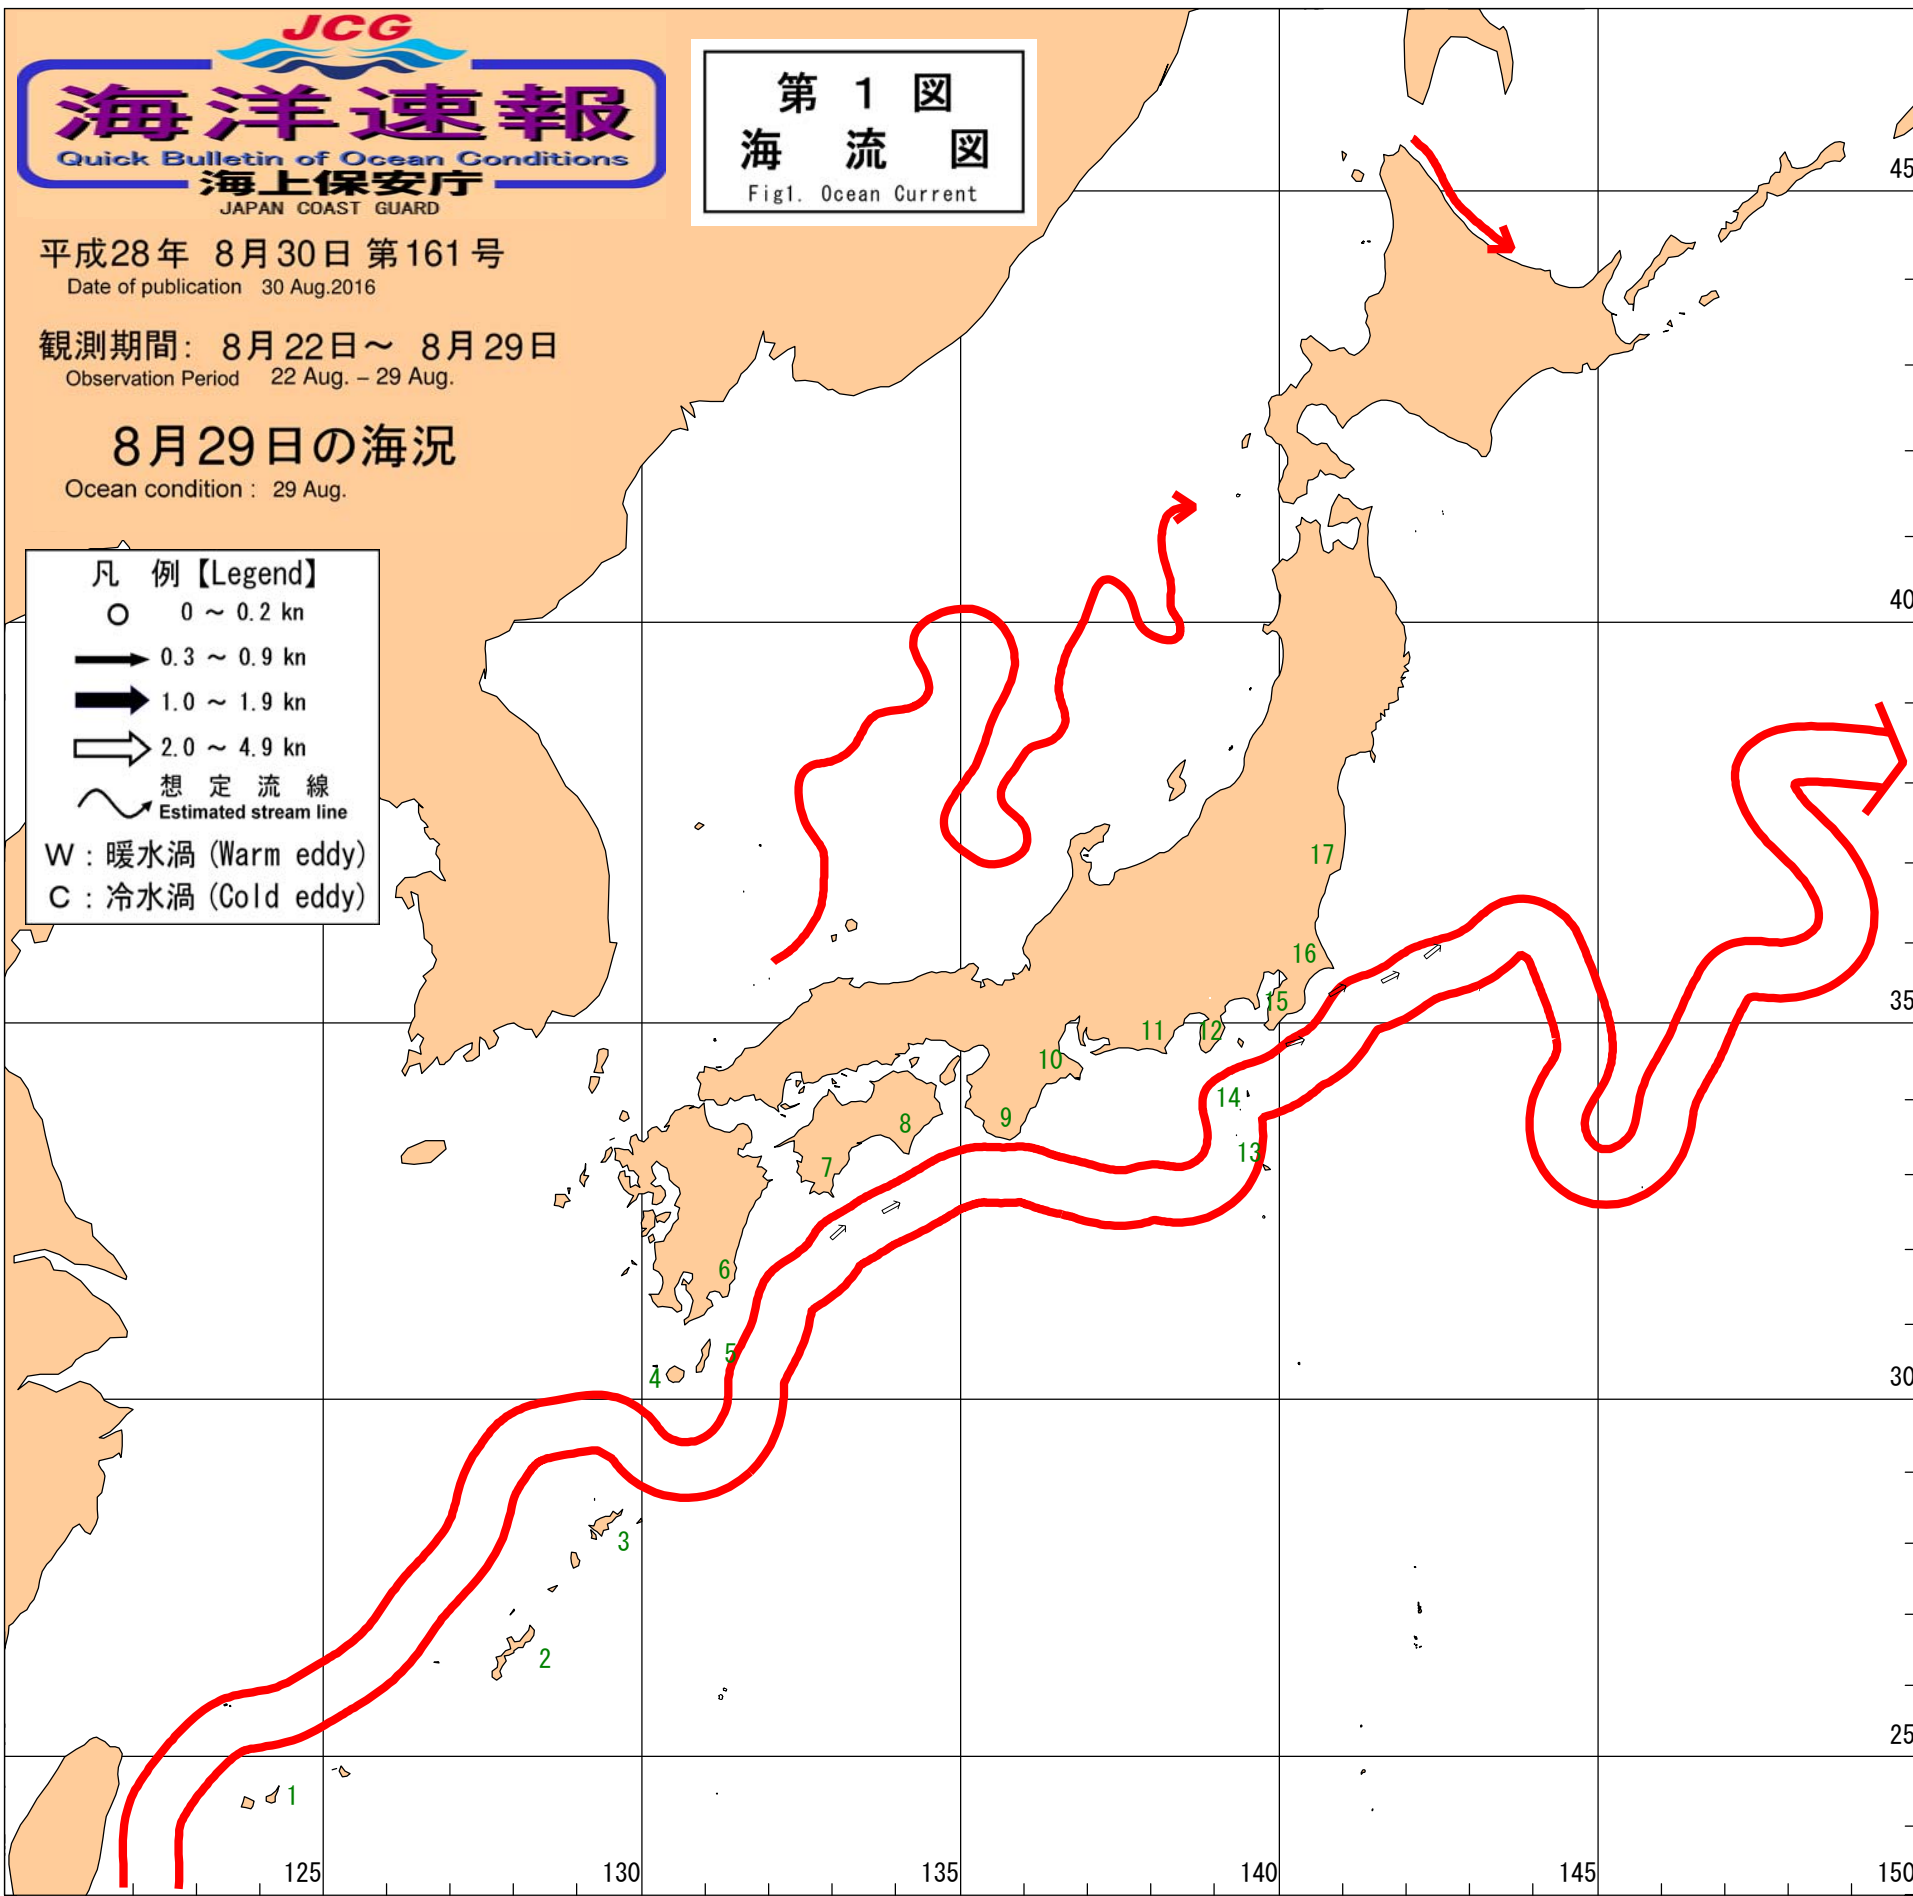 JCG
海洋速報
Quick Bulletin of Ocean Conditions
海上保安庁
JAPAN COAST GUARD
第 1 図
海 流 図
Fig1. Ocean Current
平成28年 8月30日 第161号
Date of publication 30 Aug.2016
観測期間: 8月22日～ 8月29日
Observation Period 22 Aug. – 29 Aug.
8月29日の海況
Ocean condition : 29 Aug.
凡 例【Legend】
0 ～ 0.2 kn
0.3 ～ 0.9 kn
1.0 ～ 1.9 kn
2.0 ～ 4.9 kn
想 定 流 線
Estimated stream line
W : 暖水渦 (Warm eddy)
C : 冷水渦 (Cold eddy)
45
40
17
16
35
15
11
12
10
14
9
8
13
7
6
5
4
30
3
2
25
1
125
130
135
140
145
150